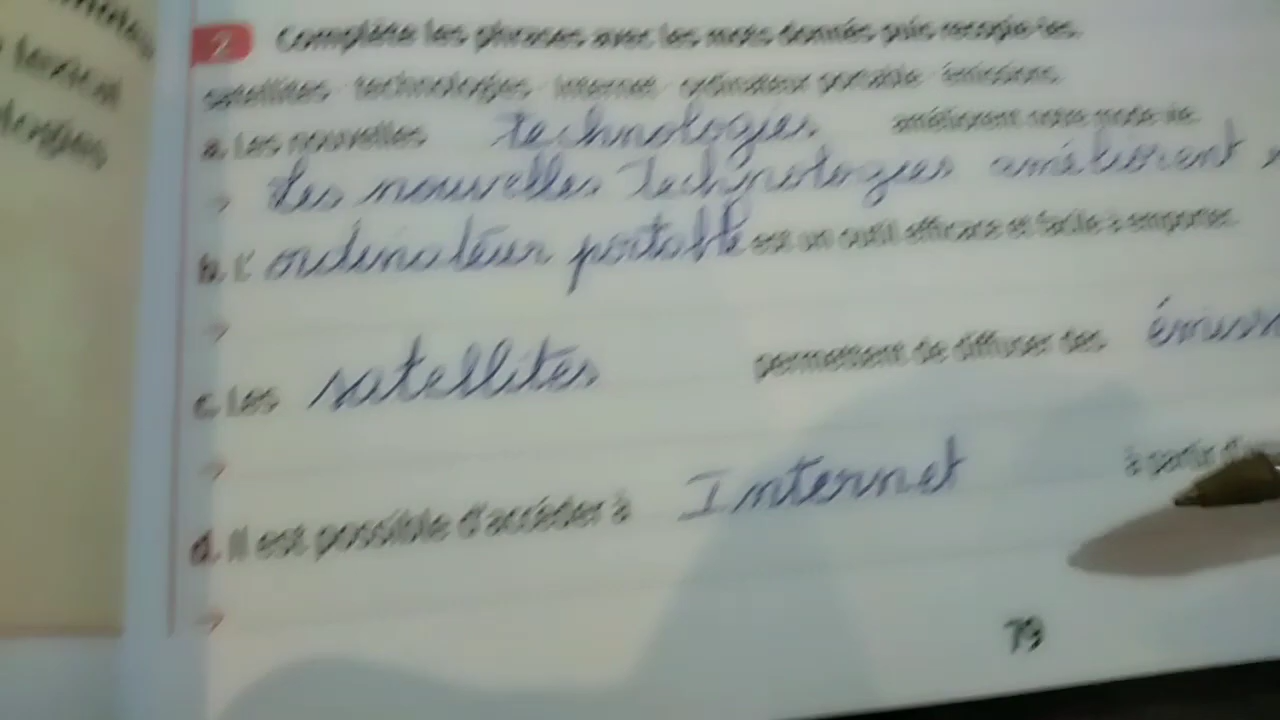 2 Complète les phrases avec les mots donnés puis recopie-les.
satellites technologies Internet ordinateur portable émissions
a. Les nouvelles technologies améliorent notre mode de
Les nouvelles Technologies améliorent
b. L'ordinateur portable est un outil efficace et facile à emporter.
c. Les satellites permettent de diffuser des
d. Il est possible d'accéder à Internet à partir
79